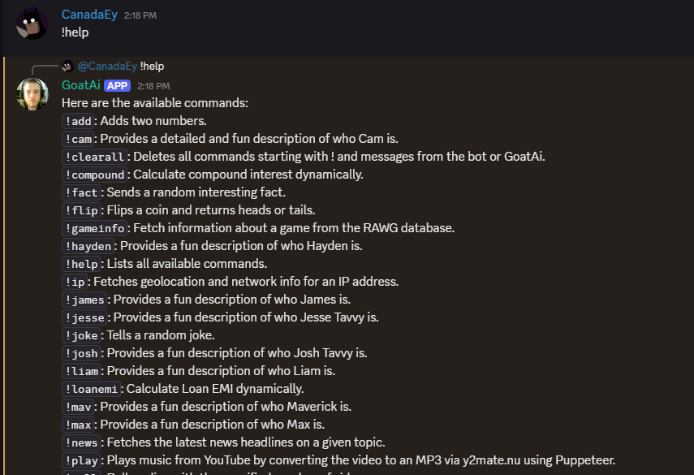 CanadaEy 2:18 PM
!help
@CanadaEy !help
GoatAi APP 2:18 PM
Here are the available commands:
!add: Adds two numbers.
!cam: Provides a detailed and fun description of who Cam is.
!clearall: Deletes all commands starting with ! and messages from the bot or GoatAi.
!compound: Calculate compound interest dynamically.
!fact: Sends a random interesting fact.
!flip: Flips a coin and returns heads or tails.
!gameinfo: Fetch information about a game from the RAWG database.
!hayden: Provides a fun description of who Hayden is.
!help: Lists all available commands.
!ip: Fetches geolocation and network info for an IP address.
!james: Provides a fun description of who James is.
!jesse: Provides a fun description of who Jesse Tavvy is.
!joke: Tells a random joke.
!josh: Provides a fun description of who Josh Tavvy is.
!liam: Provides a fun description of who Liam is.
!loanemi: Calculate Loan EMI dynamically.
!mav: Provides a fun description of who Maverick is.
!max: Provides a fun description of who Max is.
!news: Fetches the latest news headlines on a given topic.
!play: Plays music from YouTube by converting the video to an MP3 via y2mate.nu using Puppeteer.